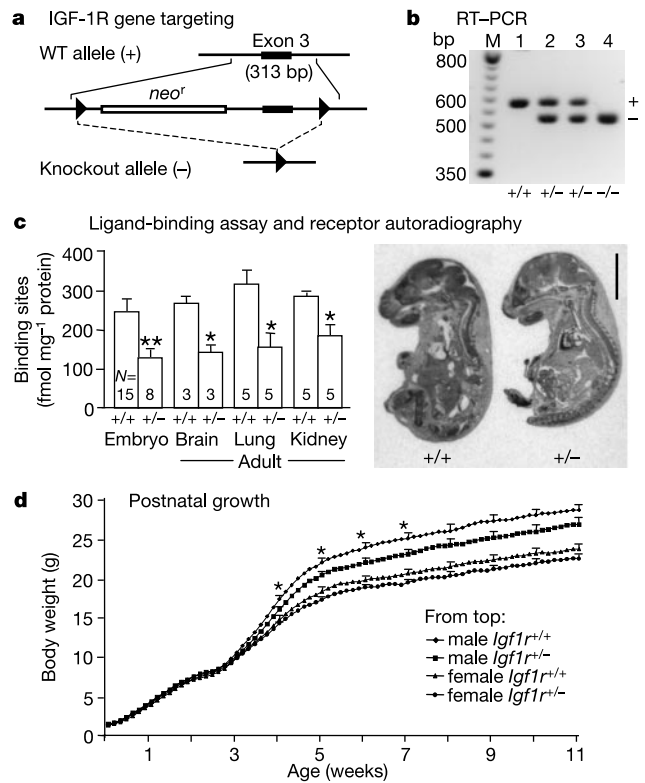 a IGF-1R gene targeting
WT allele (+)
Exon 3
(313 bp)
neoʳ
Knockout allele (–)
b RT–PCR
bp M 1 2 3 4
800
600 +
500 –
350
+/+ +/– +/– –/–
c Ligand-binding assay and receptor autoradiography
Binding sites
(fmol mg⁻¹ protein)
400
300
200
100
0
** * * *
N=
15 8 3 3 5 5 5 5
+/+ +/– +/+ +/– +/+ +/– +/+ +/–
Embryo Brain Lung Kidney
Adult
+/+ +/–
d Postnatal growth
Body weight (g)
30
25
20
15
10
5
0
* * * *
From top:
male Igf1r⁺/⁺
male Igf1r⁺/⁻
female Igf1r⁺/⁺
female Igf1r⁺/⁻
1 3 5 7 9 11
Age (weeks)